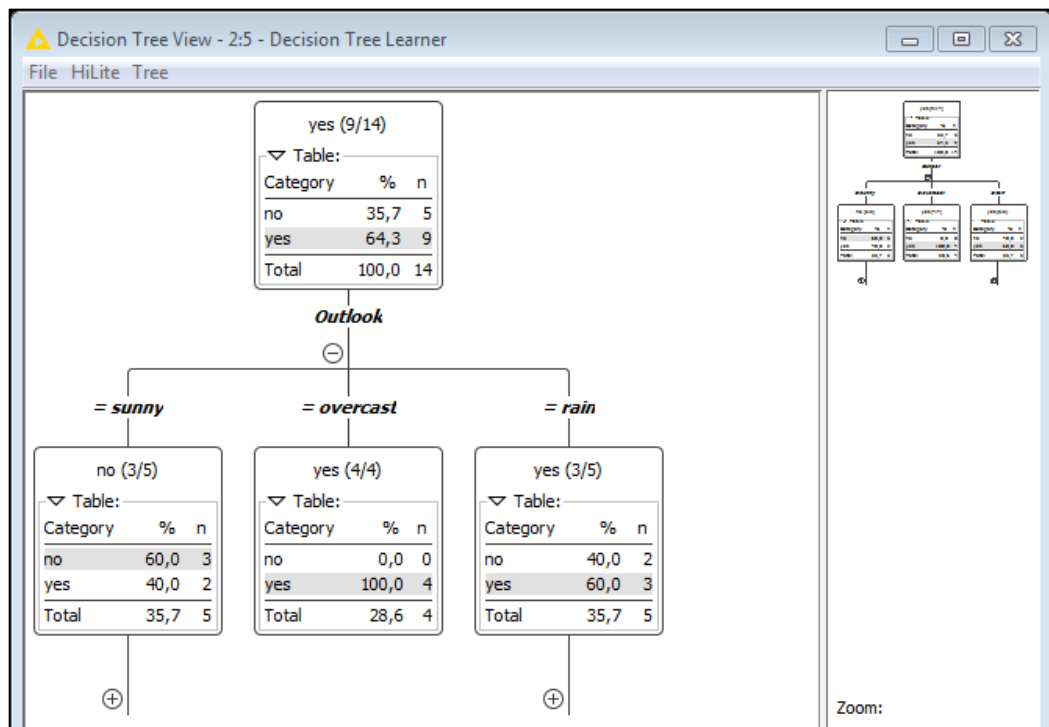 Decision Tree View - 2:5 - Decision Tree Learner
File HiLite Tree
yes (9/14)
Table:
Category % n
no 35,7 5
yes 64,3 9
Total 100,0 14
Outlook
= sunny
= overcast
= rain
no (3/5)
Table:
Category % n
no 60,0 3
yes 40,0 2
Total 35,7 5
yes (4/4)
Table:
Category % n
no 0,0 0
yes 100,0 4
Total 28,6 4
yes (3/5)
Table:
Category % n
no 40,0 2
yes 60,0 3
Total 35,7 5
Zoom: